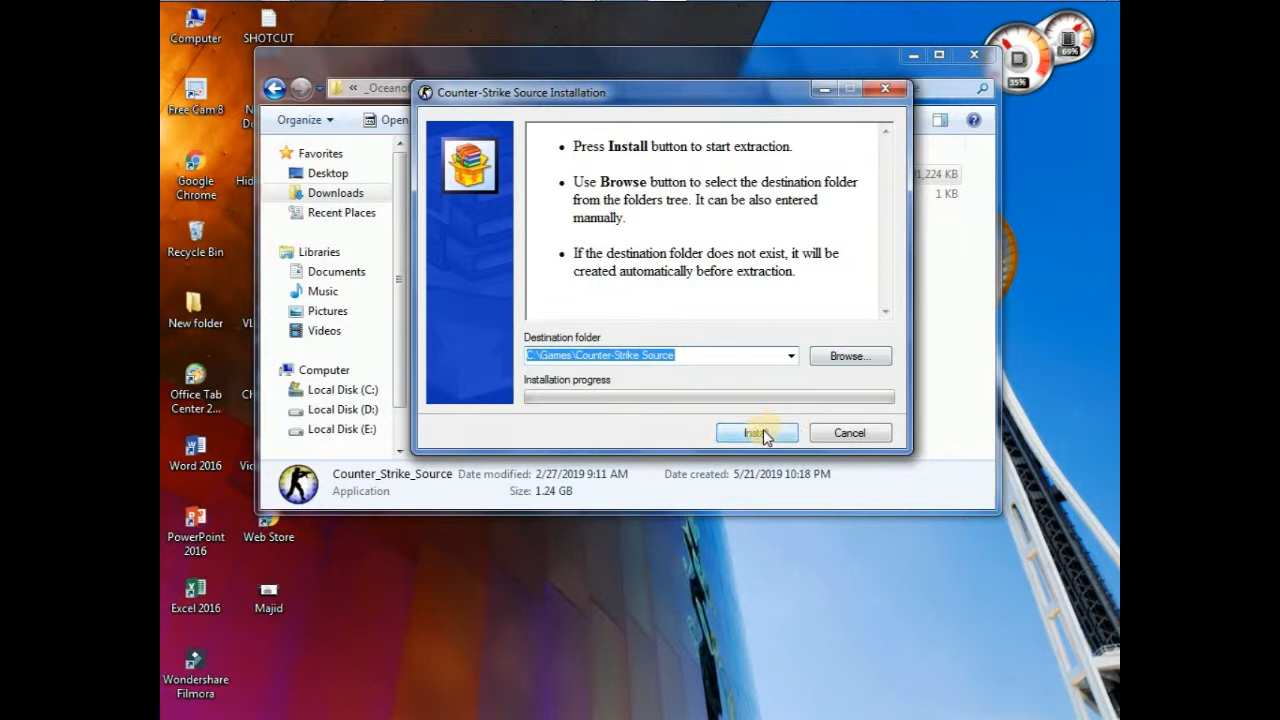 Computer
SHOTCUT
69%
35%
Free Cam 8
« _Oceanof
Counter-Strike Source Installation
Organize
Open
Favorites
Desktop
Downloads
Recent Places
Libraries
Documents
Music
Pictures
Videos
Computer
Local Disk (C:)
Local Disk (D:)
Local Disk (E:)
Press Install button to start extraction.
Use Browse button to select the destination folder
from the folders tree. It can be also entered
manually.
If the destination folder does not exist, it will be
created automatically before extraction.
Destination folder
C:\Games\Counter-Strike Source
Browse...
Installation progress
Install
Cancel
1,224 KB
1 KB
Counter_Strike_Source
Date modified: 2/27/2019 9:11 AM
Date created: 5/21/2019 10:18 PM
Application
Size: 1.24 GB
Google
Chrome
Hid
Recycle Bin
New folder
VL
Office Tab
Center 2...
Ch
Word 2016
Vic
PowerPoint
2016
Web Store
Excel 2016
Majid
Wondershare
Filmora